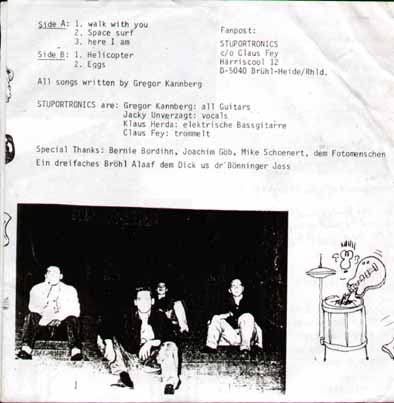 Side A: 1. walk with you
2. Space surf
3. here I am
Side B: 1. Helicopter
2. Eggs
All songs written by Gregor Kannberg
Fanpost:
STUPORTRONICS
c/o Claus Fey
Harriscool 12
D-5040 Brühl-Heide/Rhld.
STUPORTRONICS are: Gregor Kannberg: all Guitars
Jacky Unverzagt: vocals
Klaus Herda: elektrische Bassgitarre
Claus Fey: trommelt
Special Thanks: Bernie Bordihn, Joachim Göb, Mike Schoenert, dem Fotomenschen
Ein dreifaches Bröhl Alaaf dem Dick us dr'Bönninger Jass